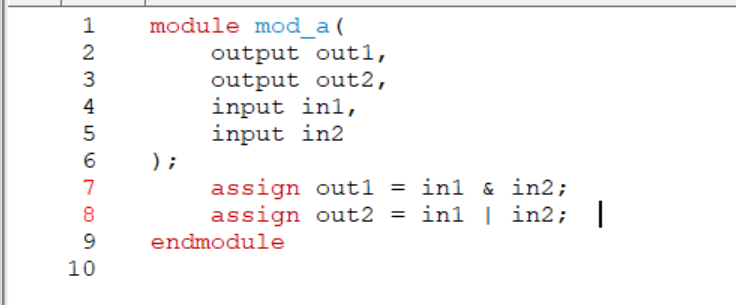 1 module mod_a(
2 output out1,
3 output out2,
4 input in1,
5 input in2
6 );
7 assign out1 = in1 & in2;
8 assign out2 = in1 | in2;
9 endmodule
10